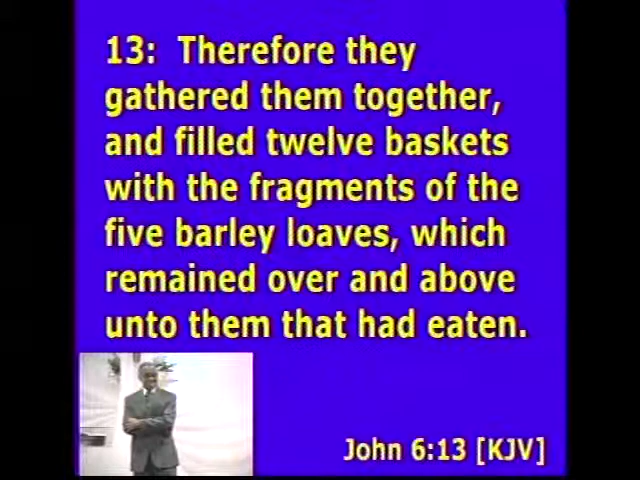 13:  Therefore they
gathered them together,
and filled twelve baskets
with the fragments of the
five barley loaves, which
remained over and above
unto them that had eaten.
John 6:13 [KJV]